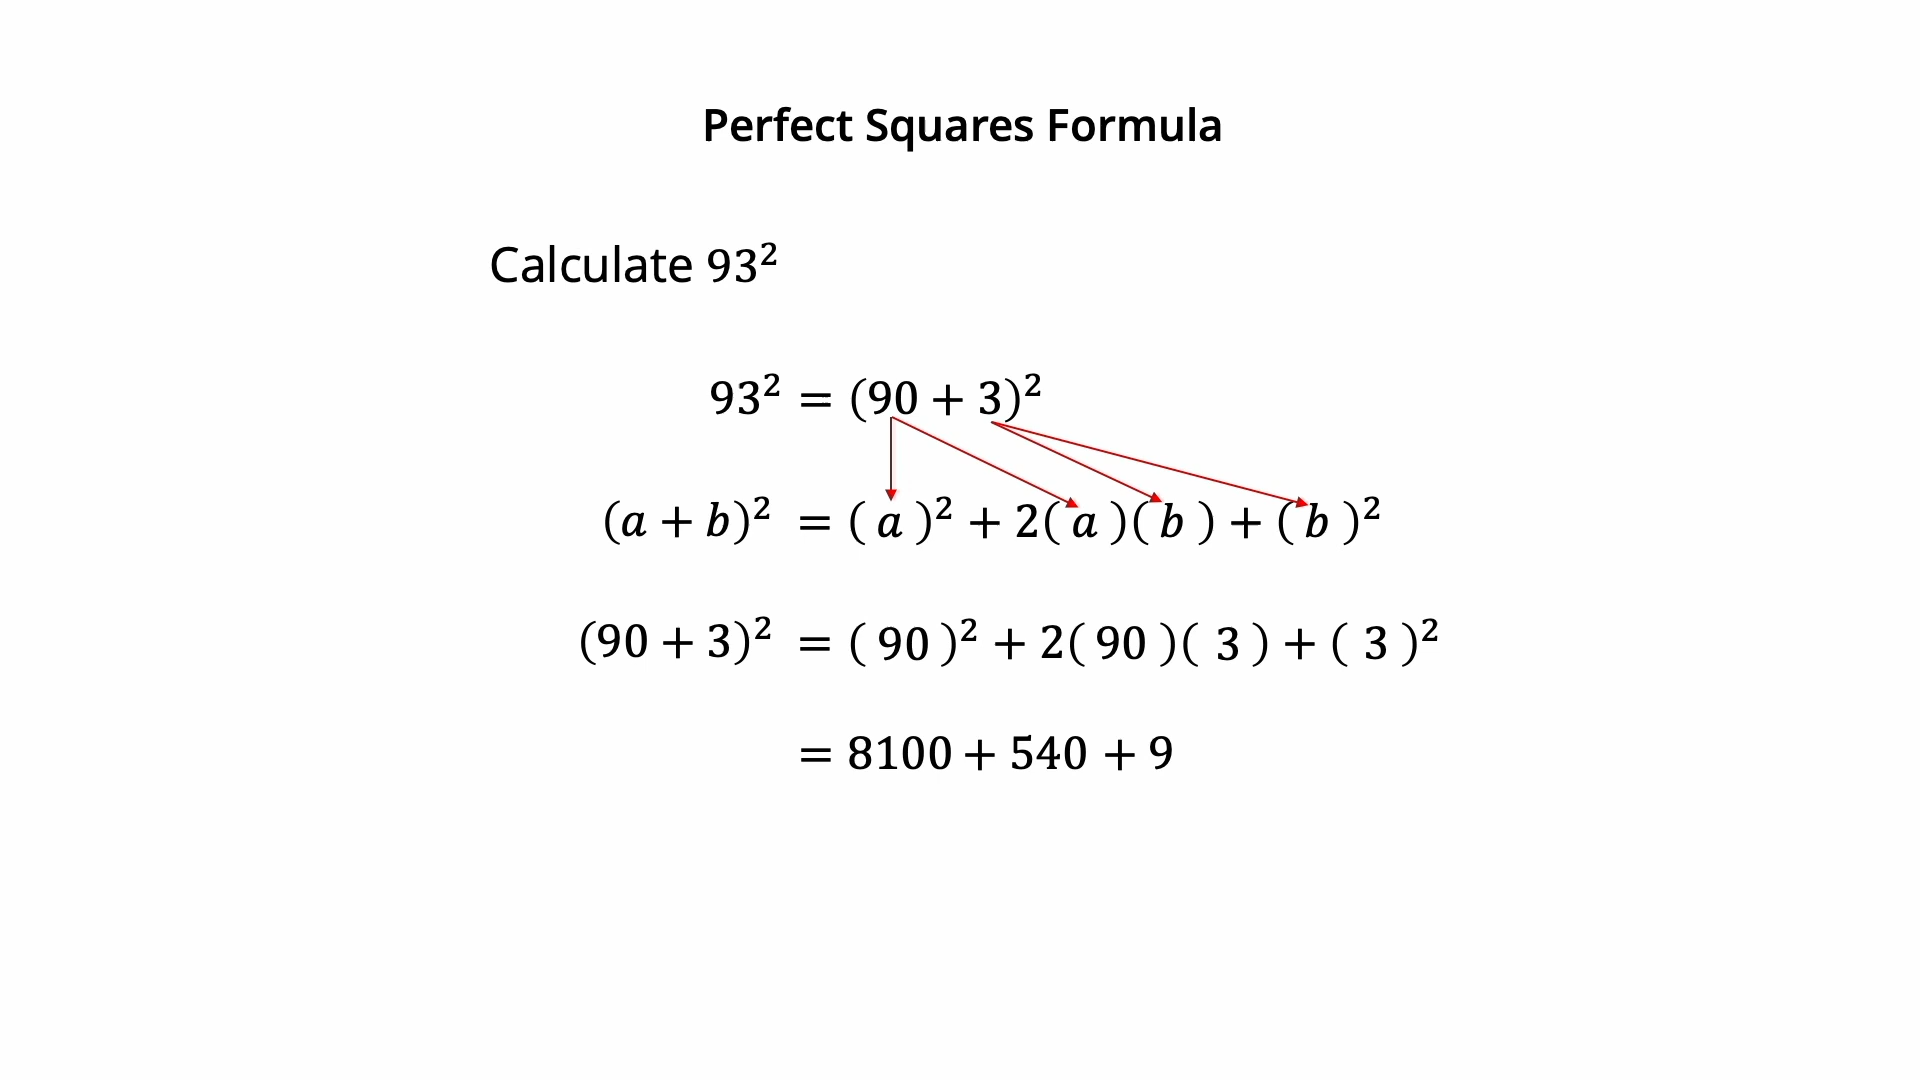 Perfect Squares Formula
Calculate 93²
93² = (90 + 3)²
(a + b)² = ( a )² + 2( a )( b ) + ( b )²
(90 + 3)² = ( 90 )² + 2( 90 )( 3 ) + ( 3 )²
= 8100 + 540 + 9